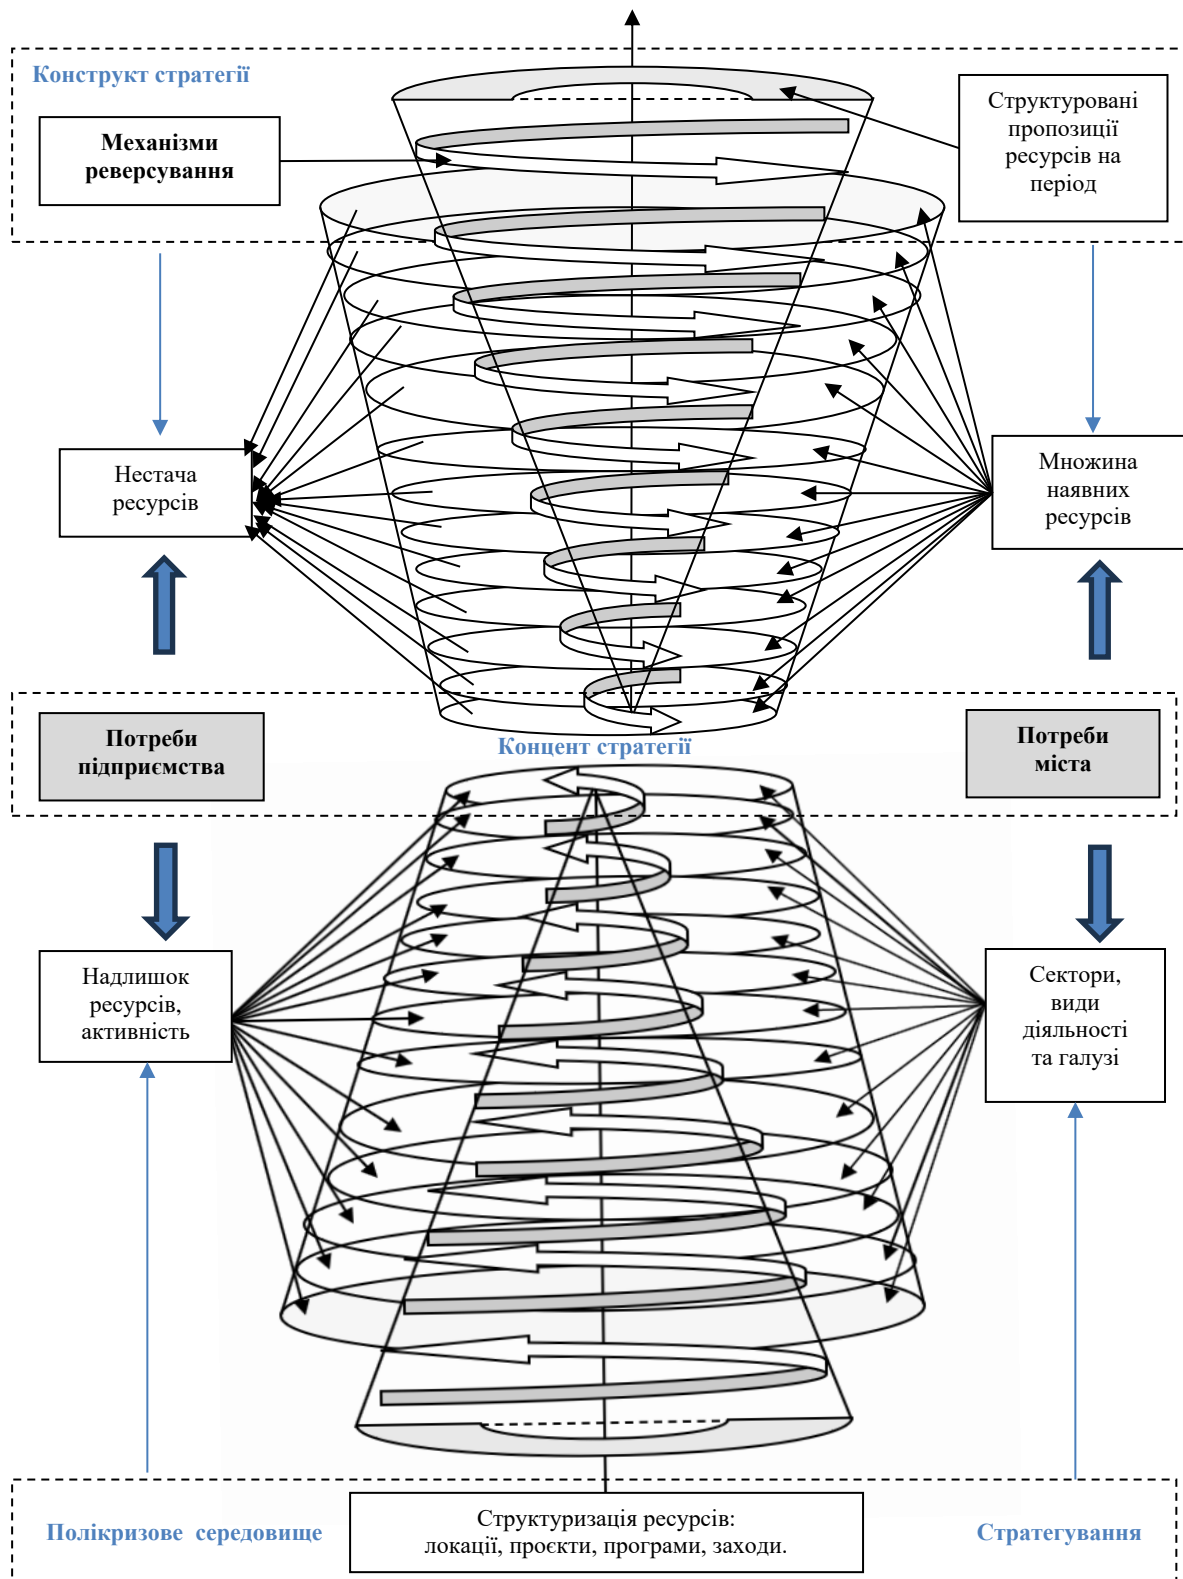 Конструкт стратегії
Механізми
реверсування
Структуровані
пропозиції
ресурсів на
період
Нестача
ресурсів
Множина
наявних
ресурсів
Потреби
підприємства
Концент стратегії
Потреби
міста
Надлишок
ресурсів,
активність
Сектори,
види
діяльності
та галузі
Полікризове середовище
Структуризація ресурсів:
локації, проєкти, програми, заходи.
Стратегування